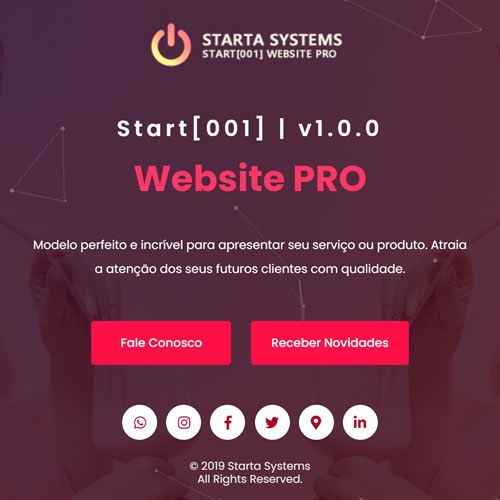 STARTA SYSTEMS
START[001] WEBSITE PRO
Start[001] | v1.0.0
Website PRO
Modelo perfeito e incrível para apresentar seu serviço ou produto. Atraia
a atenção dos seus futuros clientes com qualidade.
Fale Conosco
Receber Novidades
© 2019 Starta Systems
All Rights Reserved.